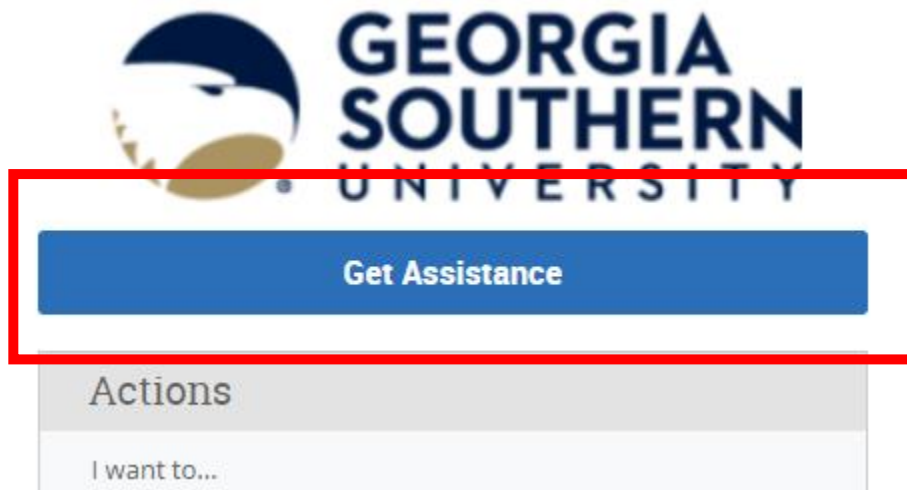 GEORGIA
SOUTHERN
UNIVERSITY
®
Get Assistance
Actions
I want to...